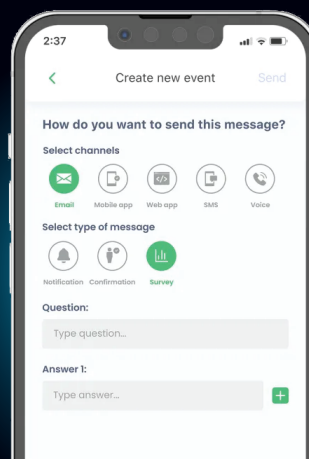 2:37
Create new event
Send
How do you want to send this message?
Select channels
Email
Mobile app
Web app
SMS
Voice
Select type of message
Notification
Confirmation
Survey
Question:
Type question...
Answer 1:
Type answer...